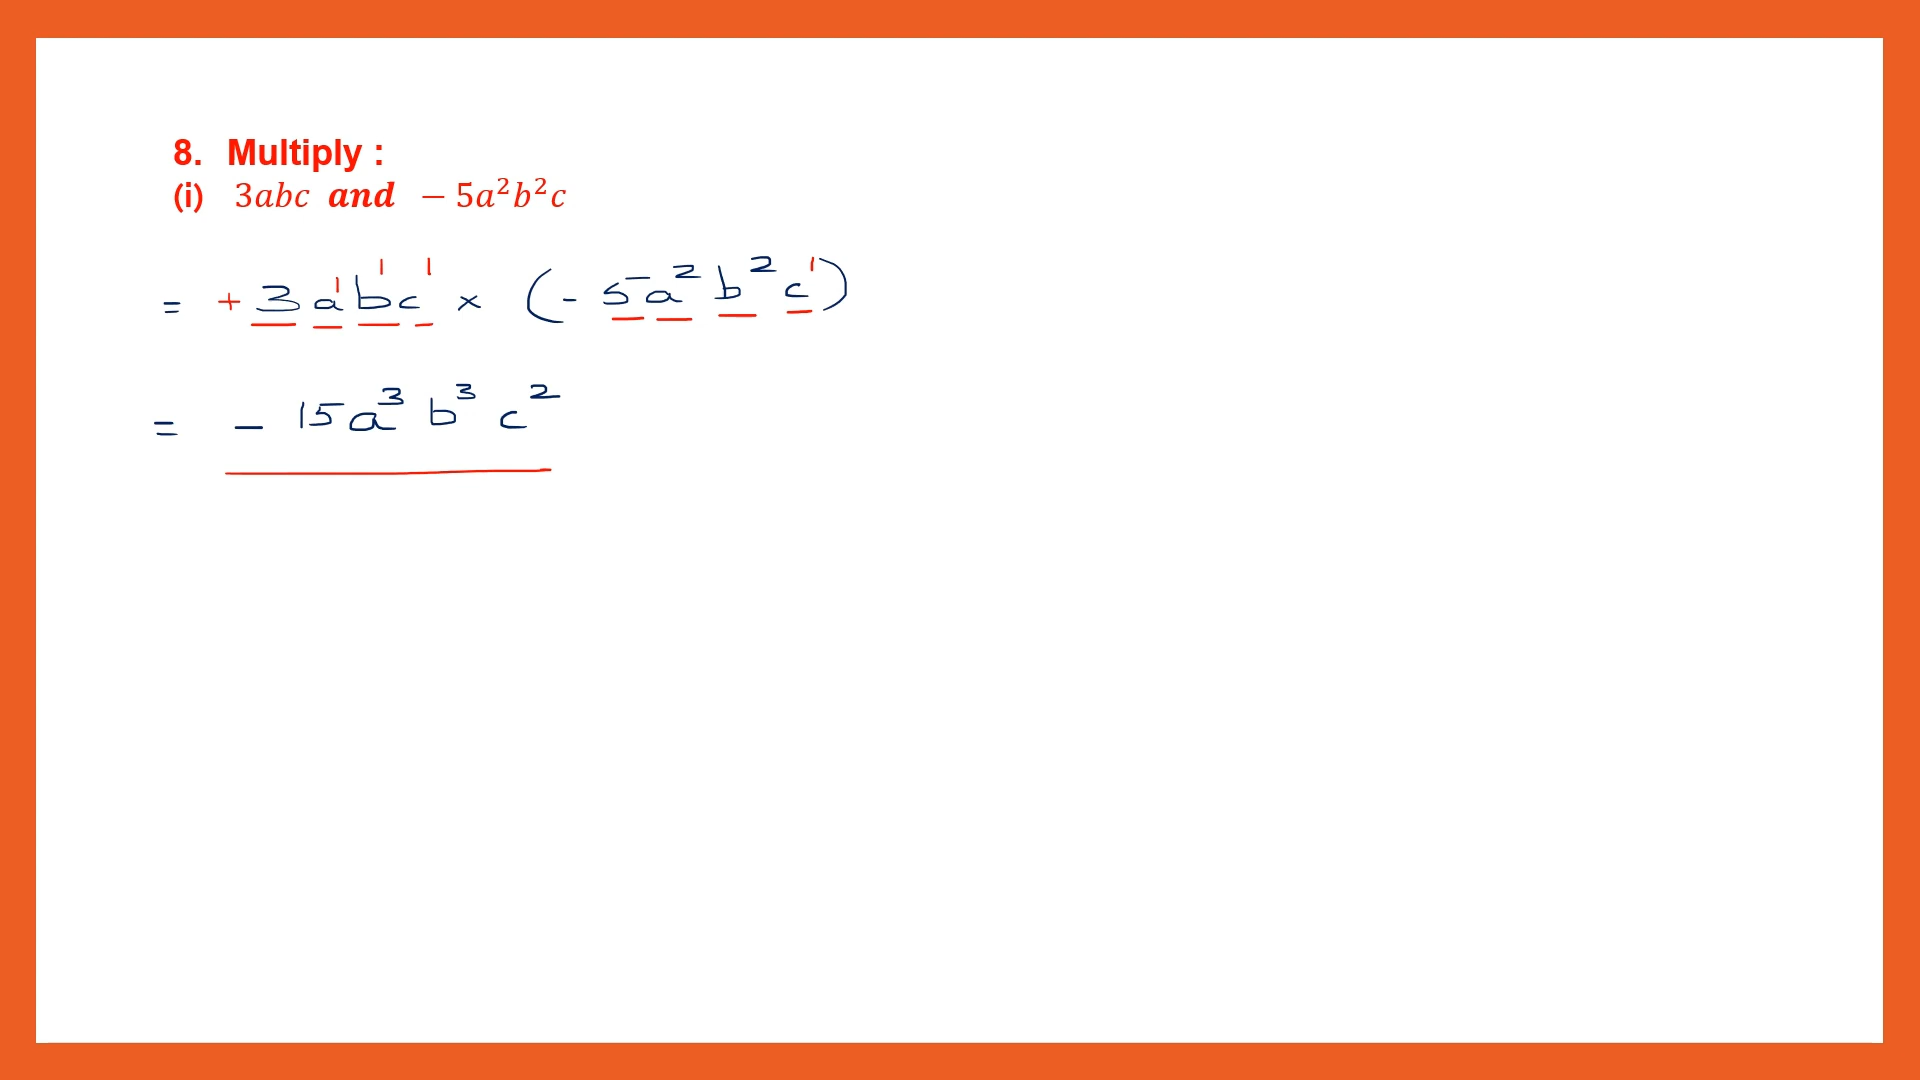 8. Multiply :
(i) 3abc and − 5a²b²c
= + 3a¹b¹c¹ × (- 5a²b²c¹)
= - 15a³b³c²